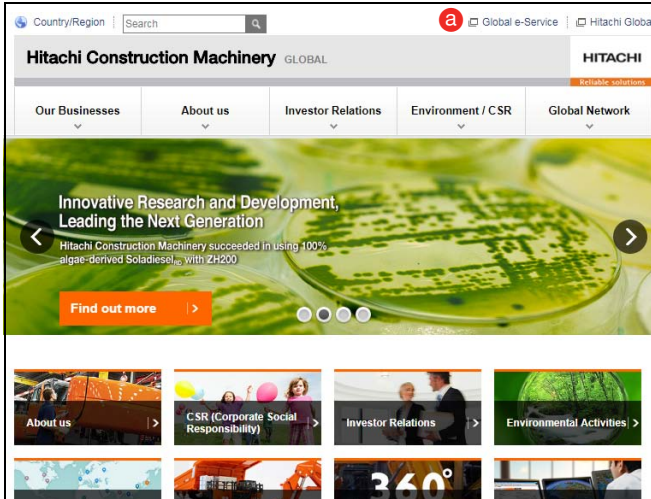 Country/Region Search a Global e-Service Hitachi Globa
Hitachi Construction Machinery GLOBAL HITACHI
Reliable solutions
Our Businesses About us Investor Relations Environment / CSR Global Network
Innovative Research and Development,
Leading the Next Generation
Hitachi Construction Machinery succeeded in using 100%
algae-derived Soladiesel with ZH200
Find out more
About us CSR (Corporate Social Responsibility) Investor Relations Environmental Activities
HITACHI 360°